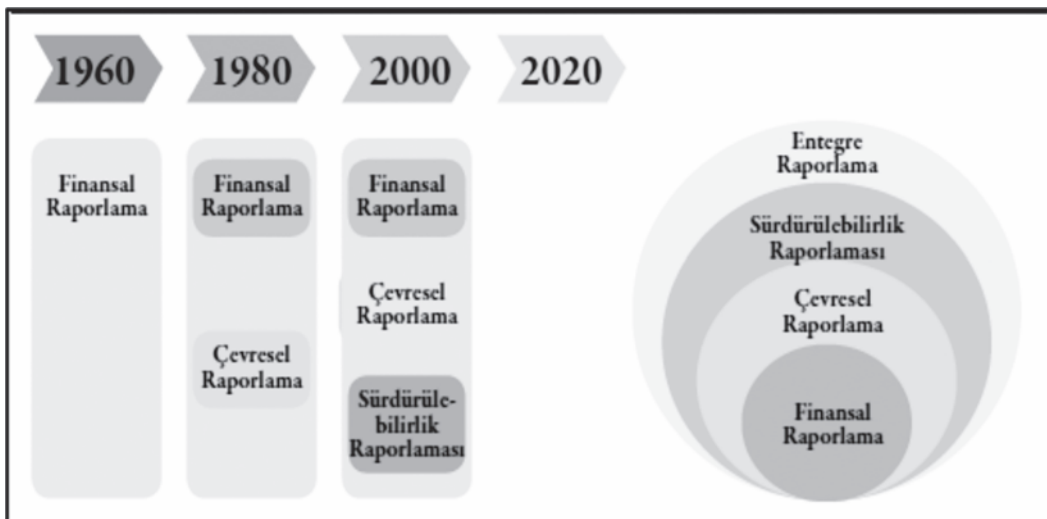 1960
1980
2000
2020
Finansal
Raporlama
Finansal
Raporlama
Çevresel
Raporlama
Finansal
Raporlama
Çevresel
Raporlama
Sürdürüle-
bilirlik
Raporlaması
Entegre
Raporlama
Sürdürülebilirlik
Raporlaması
Çevresel
Raporlama
Finansal
Raporlama